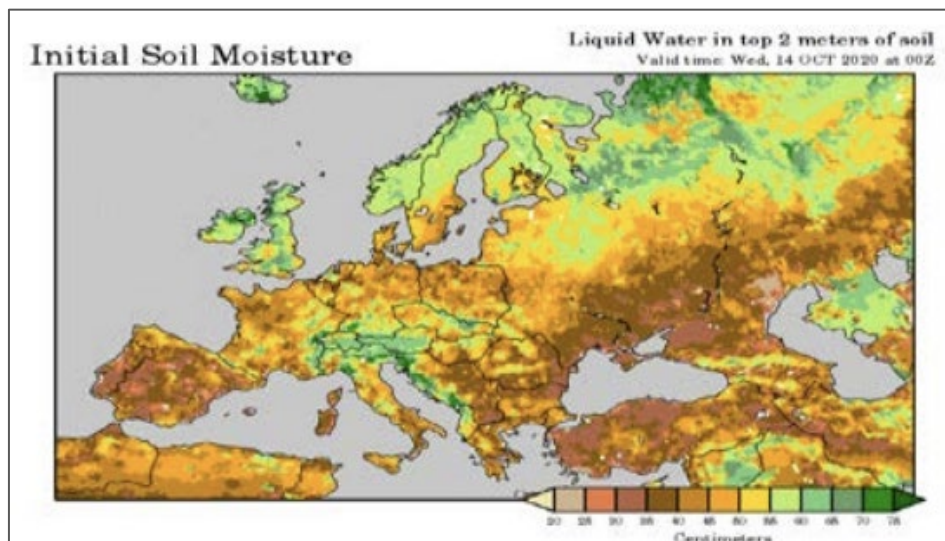 Initial Soil Moisture
Liquid Water in top 2 meters of soil
Valid time: Wed, 14 OCT 2020 at 00Z
20 25 30 35 40 45 50 55 60 65 70 75
Centimeters